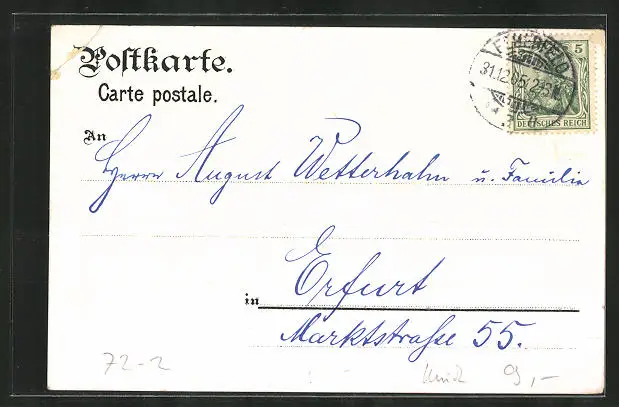 Postkarte.
Carte postale.
5
31.12.05
DEUTSCHES REICH
An
Herrn August Wetterhahn u. Familie
in Erfurt
Marktstraße 55.
72-2
9,-